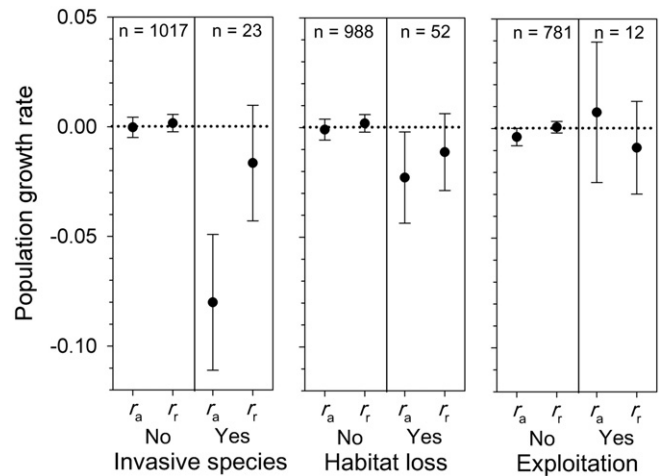 Population growth rate
0.05
0.00
-0.05
-0.10
n = 1017 n = 23
n = 988 n = 52
n = 781 n = 12
ra rr ra rr
No Yes
Invasive species
ra rr ra rr
No Yes
Habitat loss
ra rr ra rr
No Yes
Exploitation